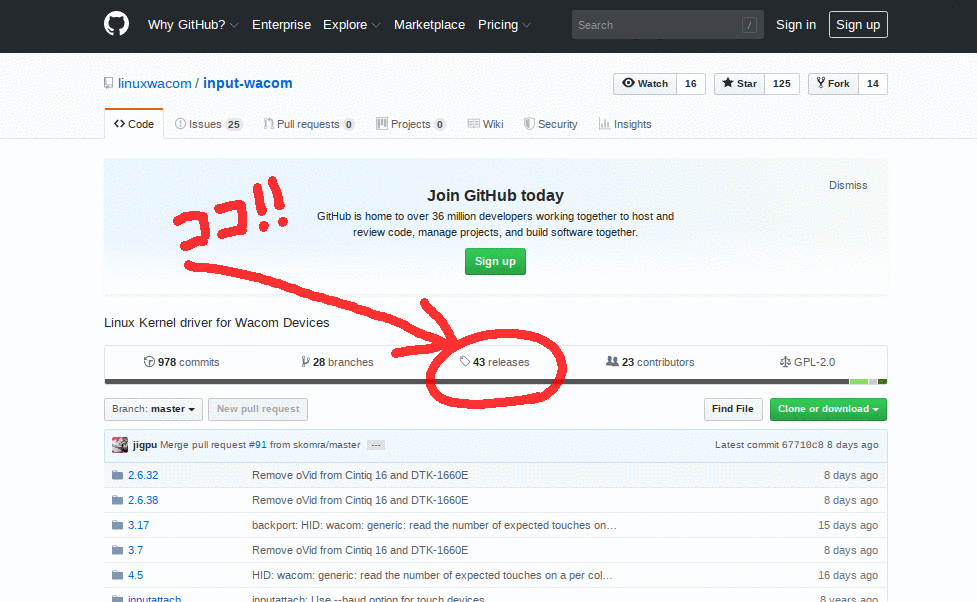 Why GitHub? Enterprise Explore Marketplace Pricing Search / Sign in Sign up
linuxwacom / input-wacom Watch 16 Star 125 Fork 14
Code Issues 25 Pull requests 0 Projects 0 Wiki Security Insights
Join GitHub today
Dismiss
GitHub is home to over 36 million developers working together to host and
review code, manage projects, and build software together.
Sign up
ココ!!
Linux Kernel driver for Wacom Devices
978 commits 28 branches 43 releases 23 contributors GPL-2.0
Branch: master New pull request Find File Clone or download
jigpu Merge pull request #91 from skomra/master ... Latest commit 67710c8 8 days ago
2.6.32 Remove oVid from Cintiq 16 and DTK-1660E 8 days ago
2.6.38 Remove oVid from Cintiq 16 and DTK-1660E 8 days ago
3.17 backport: HID: wacom: generic: read the number of expected touches on… 15 days ago
3.7 Remove oVid from Cintiq 16 and DTK-1660E 8 days ago
4.5 HID: wacom: generic: read the number of expected touches on a per col… 16 days ago
inputattach inputattach: Use --baud option for touch devices 8 years ago